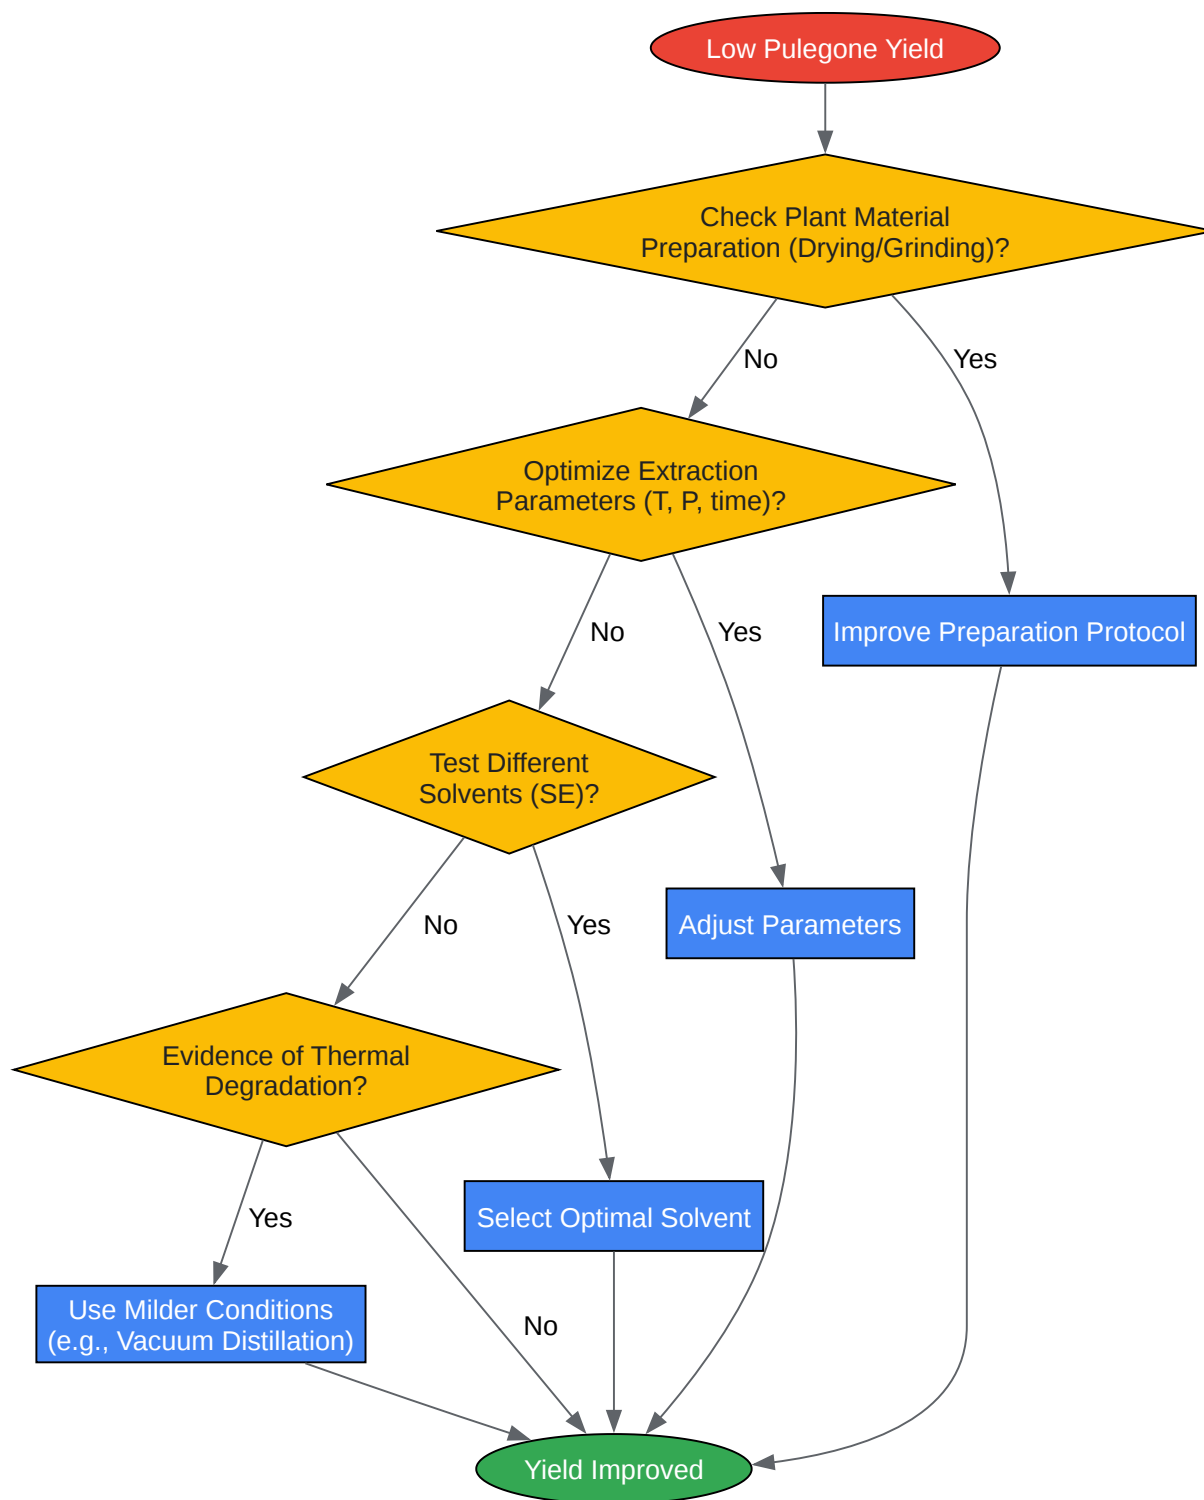 Low Pulegone Yield
Check Plant Material
Preparation (Drying/Grinding)?
No
Yes
Optimize Extraction
Parameters (T, P, time)?
No
Yes
Improve Preparation Protocol
Test Different
Solvents (SE)?
No
Yes
Adjust Parameters
Evidence of Thermal
Degradation?
Yes
No
Select Optimal Solvent
Use Milder Conditions
(e.g., Vacuum Distillation)
Yield Improved